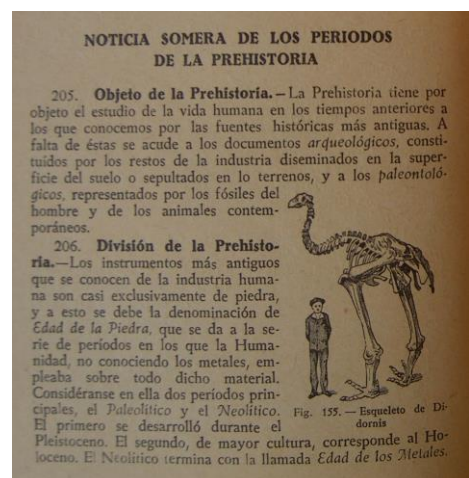 NOTICIA SOMERA DE LOS PERIODOS
DE LA PREHISTORIA
205. Objeto de la Prehistoria.—La Prehistoria tiene por
objeto el estudio de la vida humana en los tiempos anteriores a
los que conocemos por las fuentes históricas más antiguas. A
falta de éstas se acude a los documentos arqueológicos, consti-
tuidos por los restos de la industria diseminados en la super-
ficie del suelo o sepultados en lo terrenos, y a los paleontoló-
gicos, representados por los fósiles del
hombre y de los animales contem-
poráneos.
206. División de la Prehisto-
ria.—Los instrumentos más antiguos
que se conocen de la industria huma-
na son casi exclusivamente de piedra,
y a esto se debe la denominación de
Edad de la Piedra, que se da a la se-
rie de períodos en los que la Huma-
nidad, no conociendo los metales, em-
pleaba sobre todo dicho material.
Considéranse en ella dos períodos prin-
cipales, el Paleolítico y el Neolítico.
El primero se desarrolló durante el
Pleistoceno. El segundo, de mayor cultura, corresponde al Ho-
loceno. El Neolítico termina con la llamada Edad de los Metales.
Fig. 155. — Esqueleto de Di-
dornis